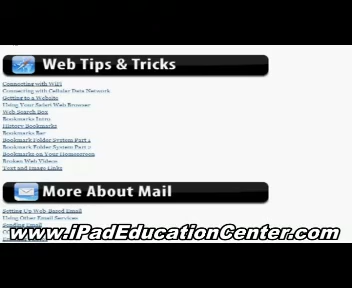 Web Tips & Tricks
Connecting with WiFi
Connecting with Cellular Data Network
Getting to a Website
Using Your Safari Web Browser
Web Search Box
Bookmarks Intro
History Bookmarks
Bookmarks Bar
Bookmark Folder System Part 1
Bookmark Folder System Part 2
Bookmarks on Your Homescreen
Broken Web Videos
Text and Image Links
More About Mail
Setting Up Web-Based Email
Using Other Email Services
Sending Email
www.iPadEducationCenter.com